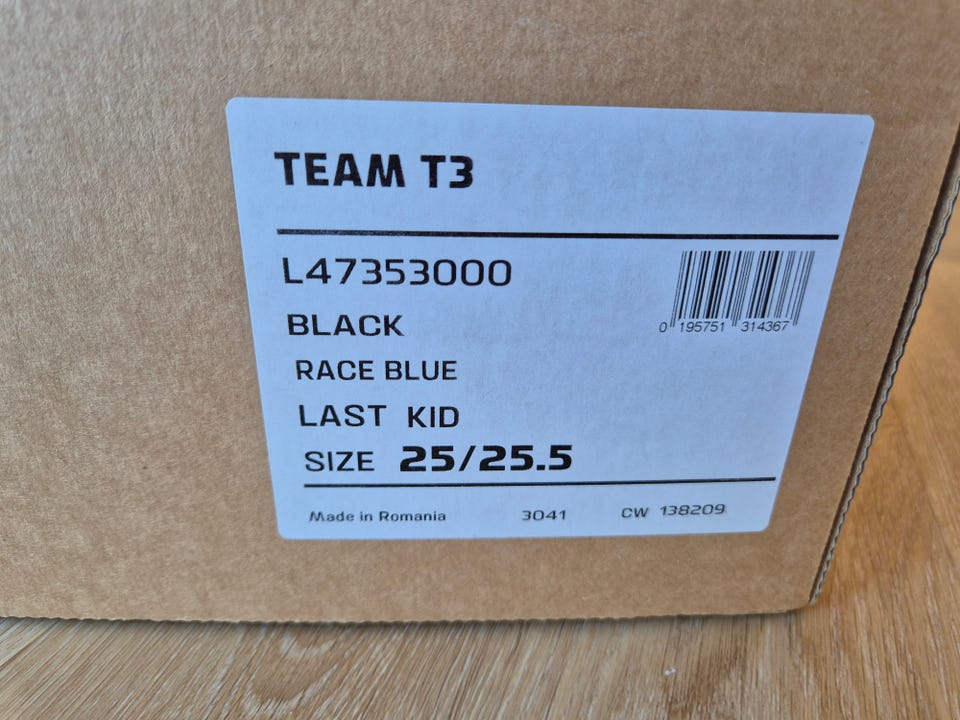 TEAM T3
L47353000
BLACK
RACE BLUE
LAST KID
SIZE 25/25.5
0 195751 314367
Made in Romania 3041 CW 138209